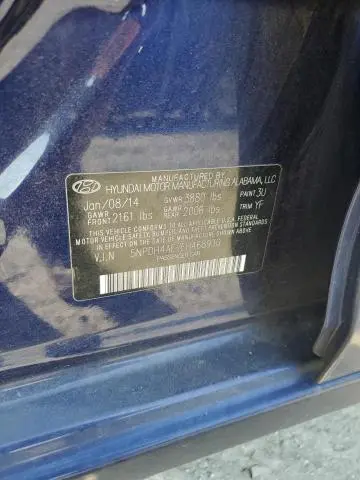 MANUFACTURED BY
HYUNDAI MOTOR MANUFACTURING ALABAMA, LLC
Jan/08/14 GVWR 3880 lbs PAINT 3U
GAWR FRONT 2161 lbs GAWR REAR 2006 lbs TRIM YF
THIS VEHICLE CONFORMS TO ALL APPLICABLE U.S. FEDERAL
MOTOR VEHICLE SAFETY, BUMPER, AND THEFT PREVENTION
STANDARDS IN EFFECT ON THE DATE OF MANUFACTURE SHOWN ABOVE
V.I.N
PASSENGER CAR